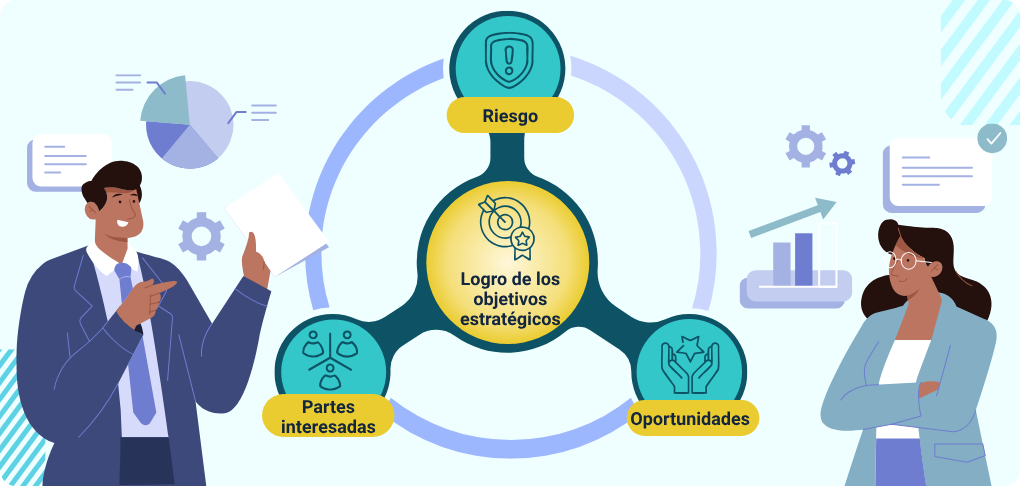 Riesgo
Logro de los
objetivos
estratégicos
Partes
interesadas
Oportunidades